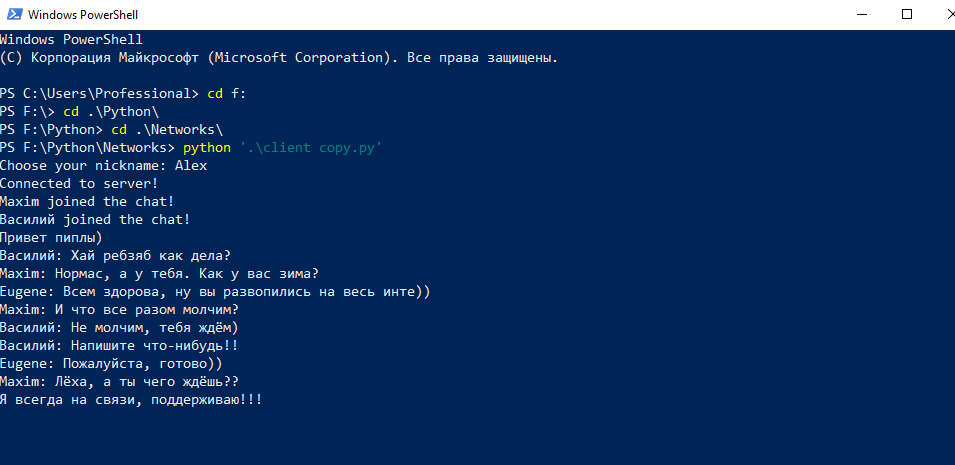 Windows PowerShell
Windows PowerShell
(C) Корпорация Майкрософт (Microsoft Corporation). Все права защищены.
PS C:\Users\Professional> cd f:
PS F:\> cd .\Python\
PS F:\Python> cd .\Networks\
PS F:\Python\Networks> python '.\client copy.py'
Choose your nickname: Alex
Connected to server!
Maxim joined the chat!
Василий joined the chat!
Привет пиплы)
Василий: Хай ребзяб как дела?
Maxim: Нормас, а у тебя. Как у вас зима?
Eugene: Всем здорова, ну вы развопились на весь инте))
Maxim: И что все разом молчим?
Василий: Не молчим, тебя ждём)
Василий: Напишите что-нибудь!!
Eugene: Пожалуйста, готово))
Maxim: Лёха, а ты чего ждёшь??
Я всегда на связи, поддерживаю!!!